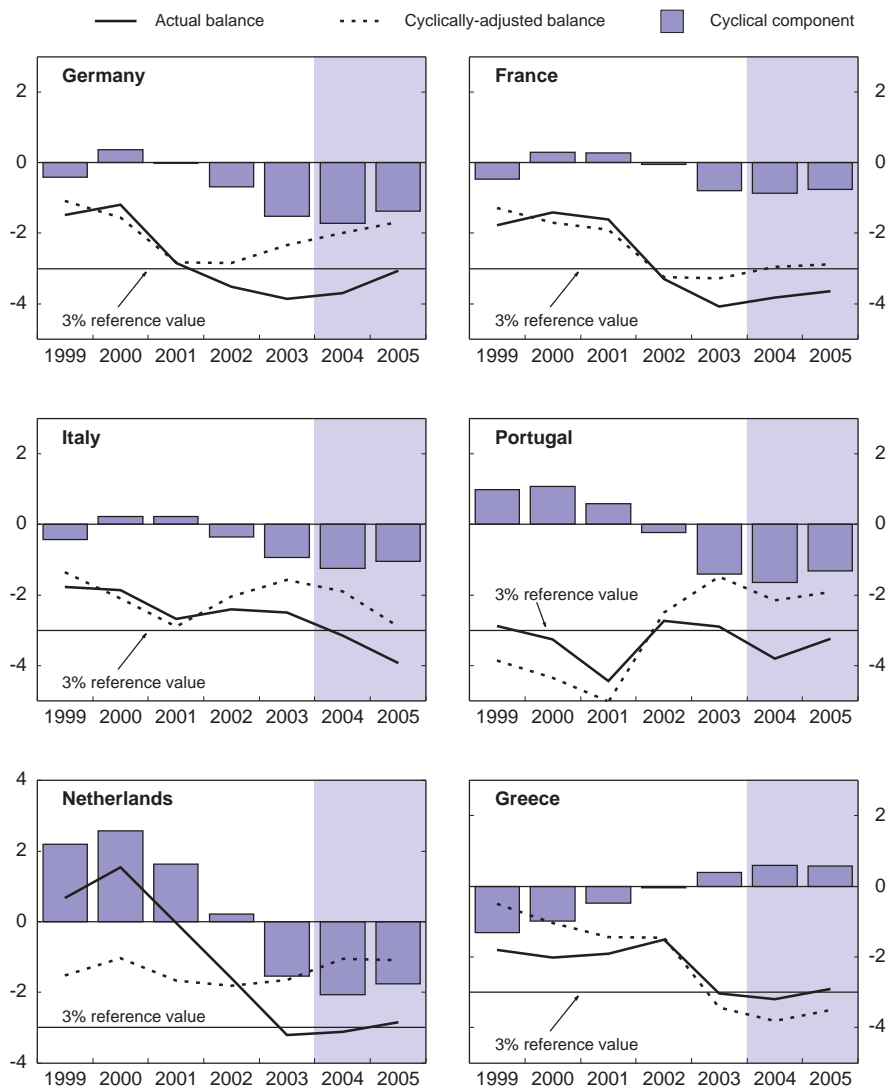 Actual balance Cyclically-adjusted balance Cyclical component
Germany
France
2 2
0 0
-2 -2
-4 -4
3% reference value 3% reference value
1999 2000 2001 2002 2003 2004 2005 1999 2000 2001 2002 2003 2004 2005
Italy
Portugal
2 2
0 0
-2 -2
3% reference value
-4 -4
3% reference value
1999 2000 2001 2002 2003 2004 2005 1999 2000 2001 2002 2003 2004 2005
4
Netherlands
Greece
2 2
0 0
-2 -2
3% reference value
3% reference value
-4 -4
1999 2000 2001 2002 2003 2004 2005 1999 2000 2001 2002 2003 2004 2005